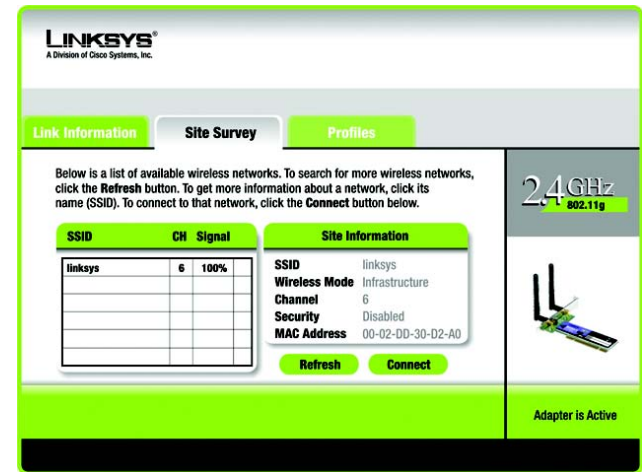 LINKSYS®
A Division of Cisco Systems, Inc.
Link Information
Site Survey
Profiles
Below is a list of available wireless networks. To search for more wireless networks,
click the Refresh button. To get more information about a network, click its
name (SSID). To connect to that network, click the Connect button below.
2.4GHz
802.11g
SSID CH Signal
linksys 6 100%
Site Information
SSID linksys
Wireless Mode Infrastructure
Channel 6
Security Disabled
MAC Address 00-02-DD-30-D2-A0
Refresh
Connect
Adapter is Active